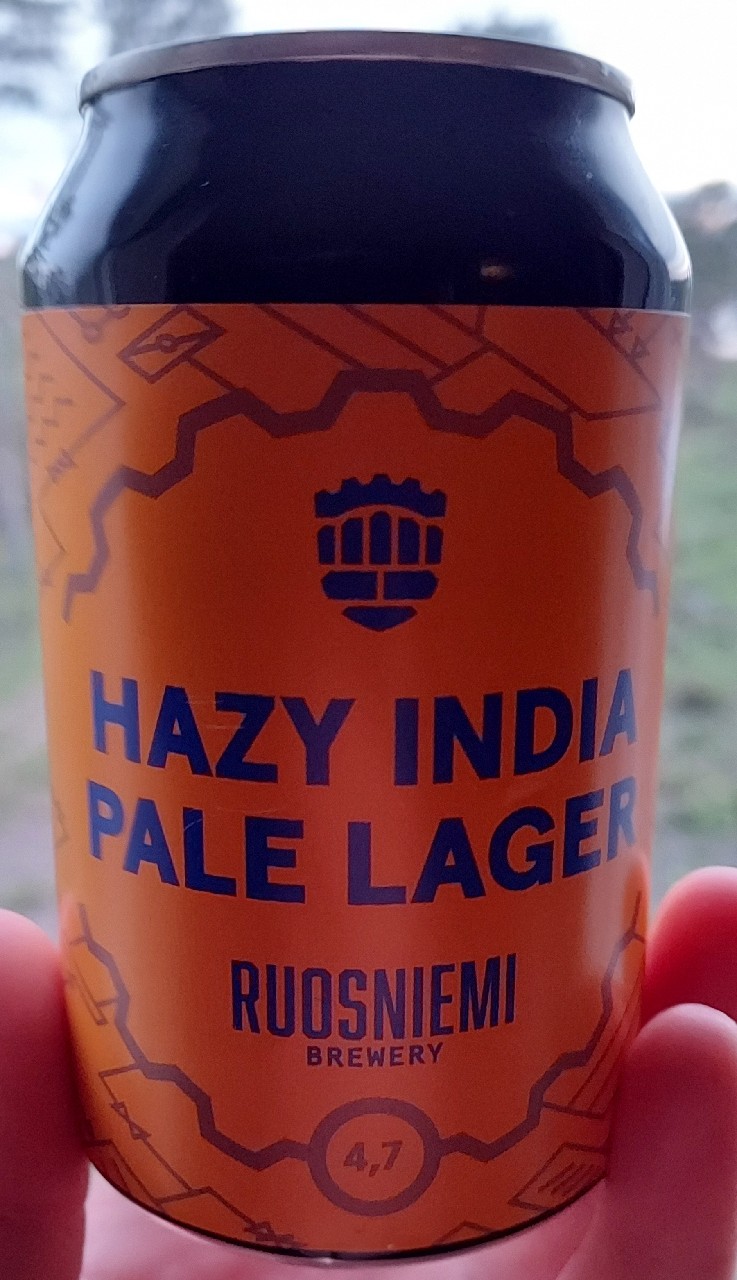 HAZY INDIA
PALE LAGER
RUOSNIEMI
BREWERY
4,7